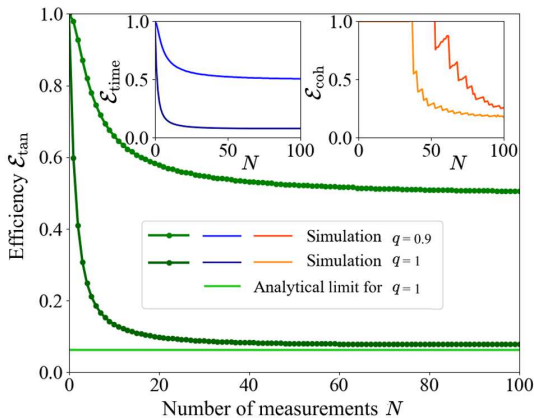 1.0
0.8
0.6
0.4
0.2
0.0
Efficiency ℰtan
0 20 40 60 80 100
Number of measurements N
1.0
0.5
0.0
ℰtime
0 50 100
N
1.0
0.5
0.0
ℰcoh
0 50 100
N
Simulation q = 0.9
Simulation q = 1
Analytical limit for q = 1